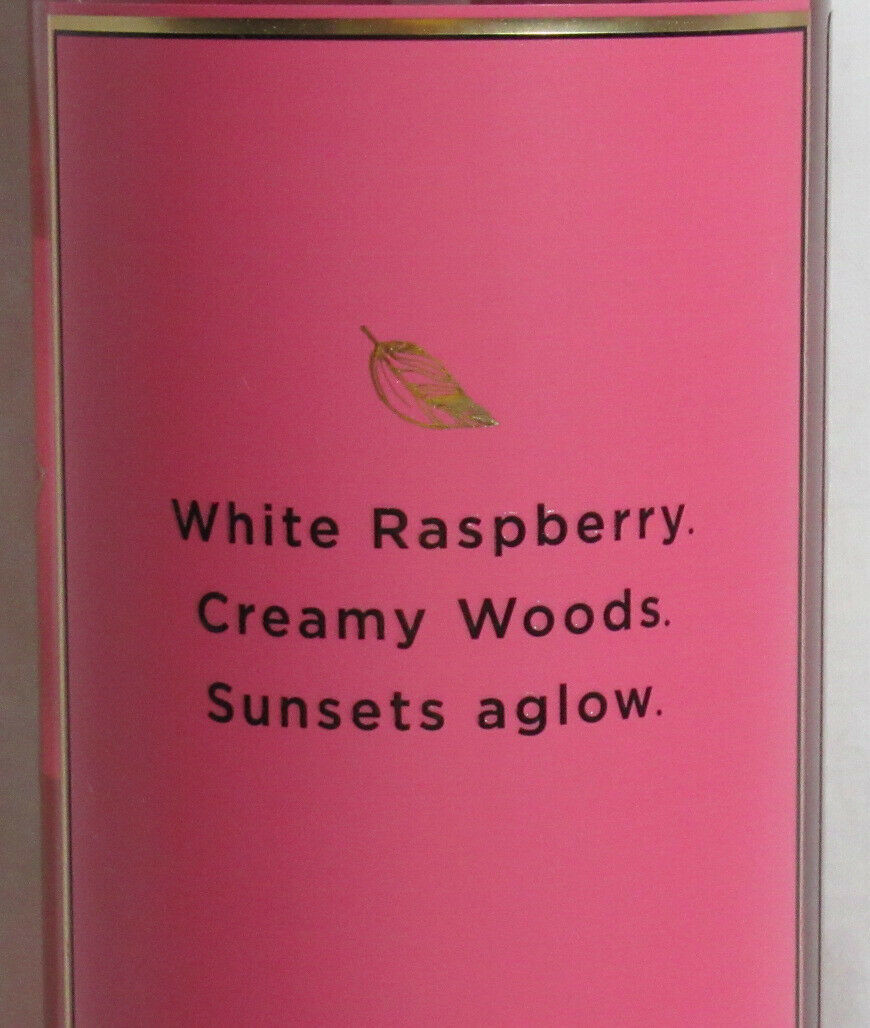 White Raspberry.
Creamy Woods.
Sunsets aglow.